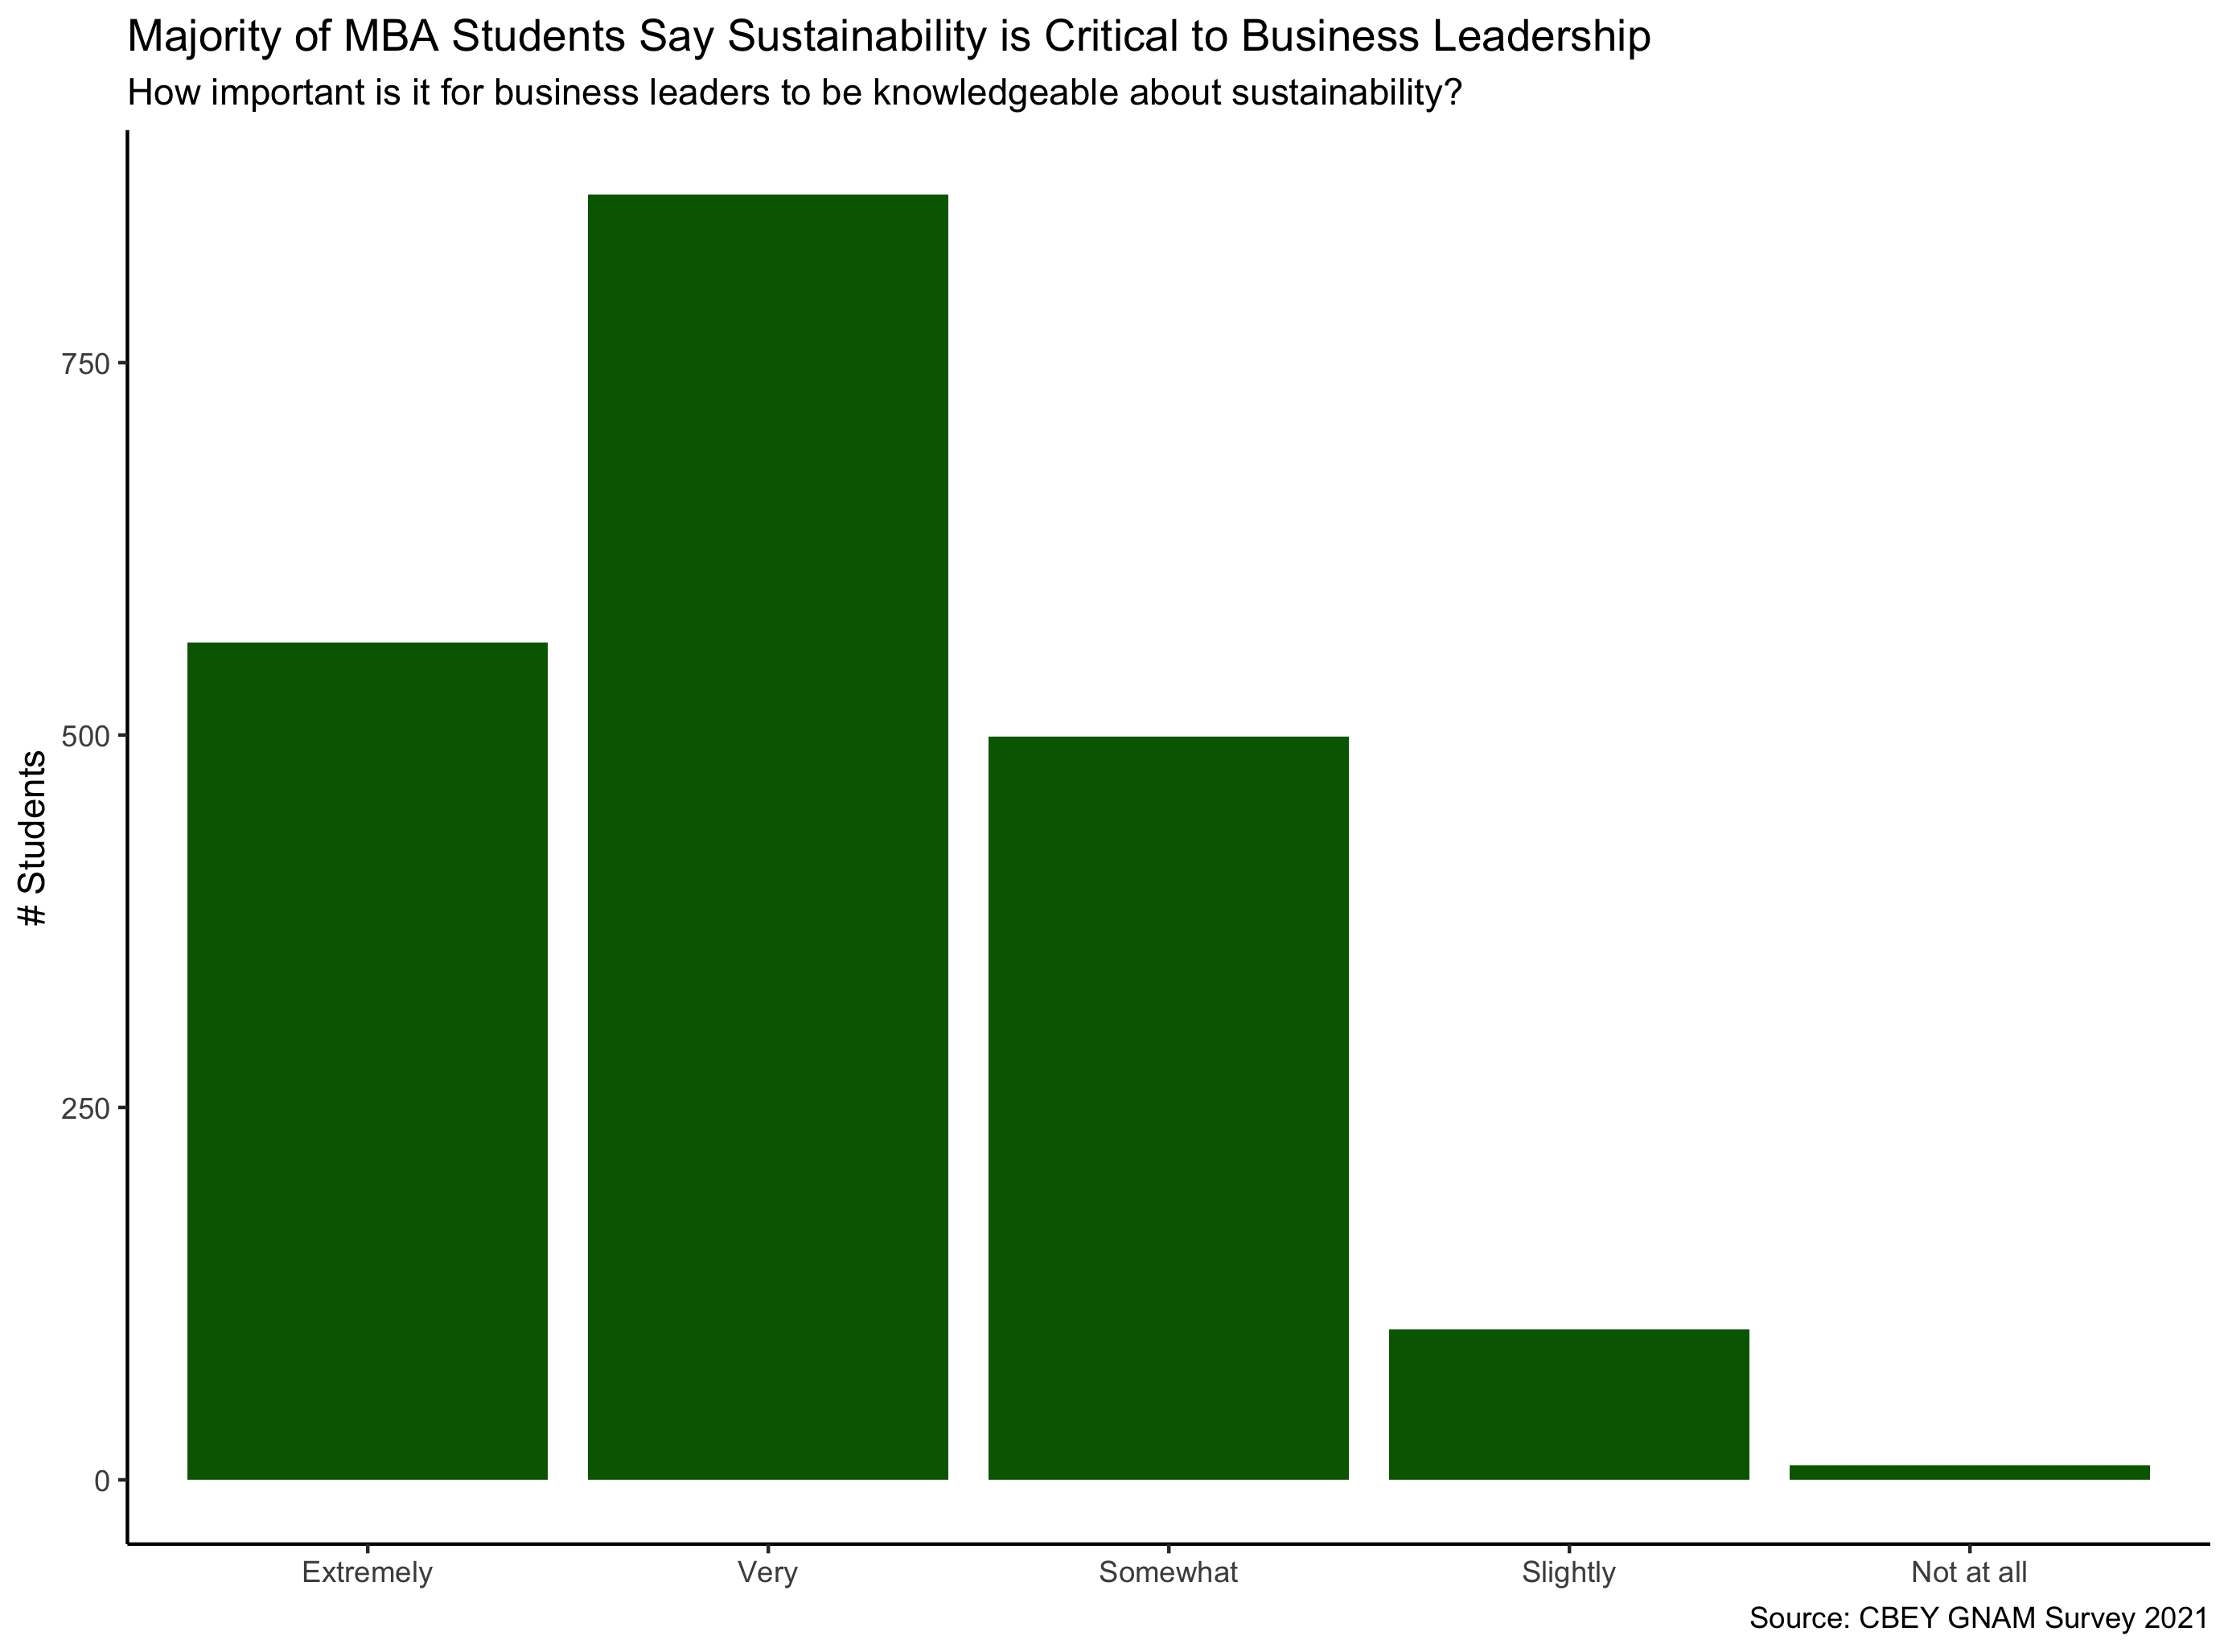 Majority of MBA Students Say Sustainability is Critical to Business Leadership
How important is it for business leaders to be knowledgeable about sustainability?
# Students
750
500
250
0
Extremely
Very
Somewhat
Slightly
Not at all
Source: CBEY GNAM Survey 2021